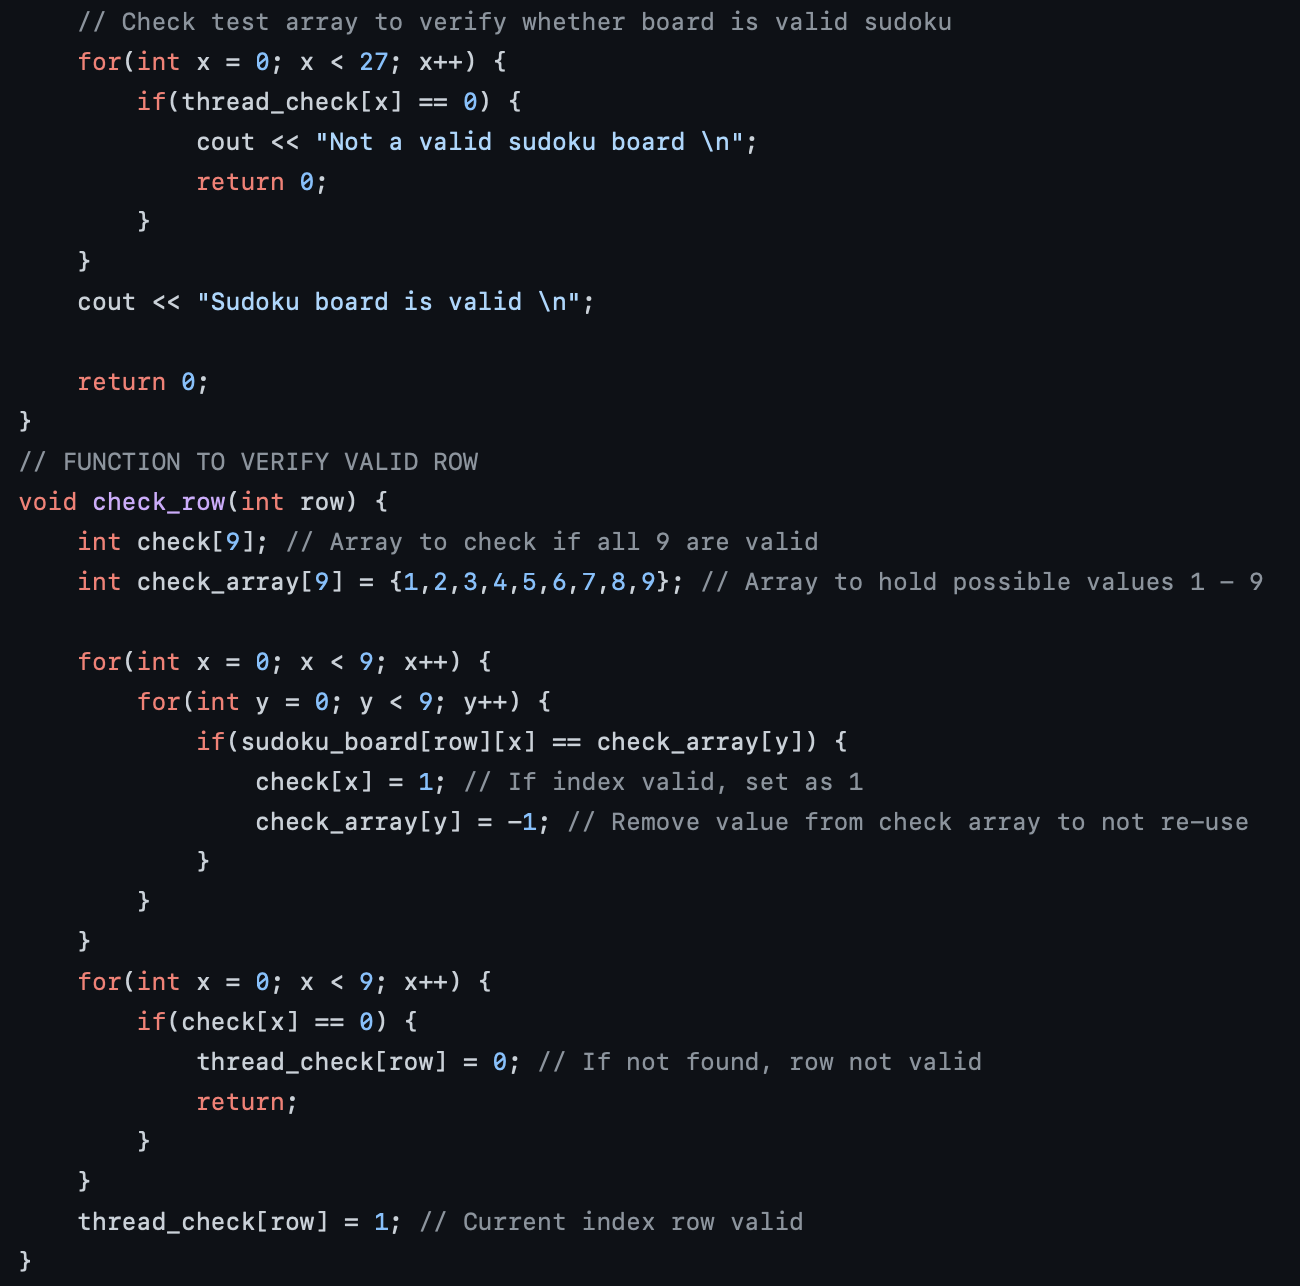 // Check test array to verify whether board is valid sudoku
for(int x = 0; x < 27; x++) {
if(thread_check[x] == 0) {
cout << "Not a valid sudoku board \n";
return 0;
}
}
cout << "Sudoku board is valid \n";
return 0;
}
// FUNCTION TO VERIFY VALID ROW
void check_row(int row) {
int check[9]; // Array to check if all 9 are valid
int check_array[9] = {1,2,3,4,5,6,7,8,9}; // Array to hold possible values 1 - 9
for(int x = 0; x < 9; x++) {
for(int y = 0; y < 9; y++) {
if(sudoku_board[row][x] == check_array[y]) {
check[x] = 1; // If index valid, set as 1
check_array[y] = -1; // Remove value from check array to not re-use
}
}
}
for(int x = 0; x < 9; x++) {
if(check[x] == 0) {
thread_check[row] = 0; // If not found, row not valid
return;
}
}
thread_check[row] = 1; // Current index row valid
}